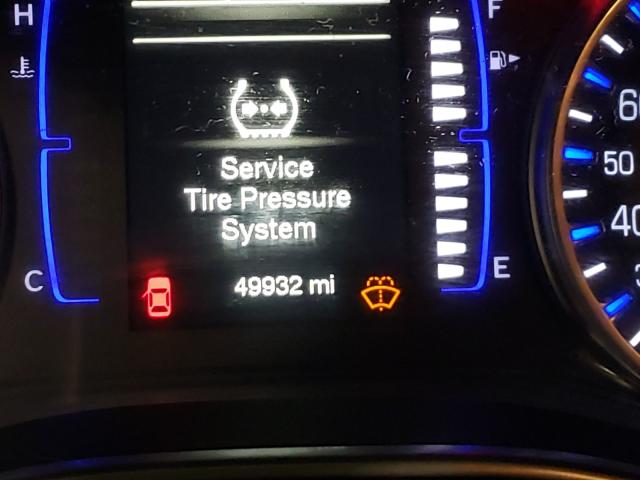 H
F
60
50
Service
Tire Pressure
System
40
C
49932 mi
E